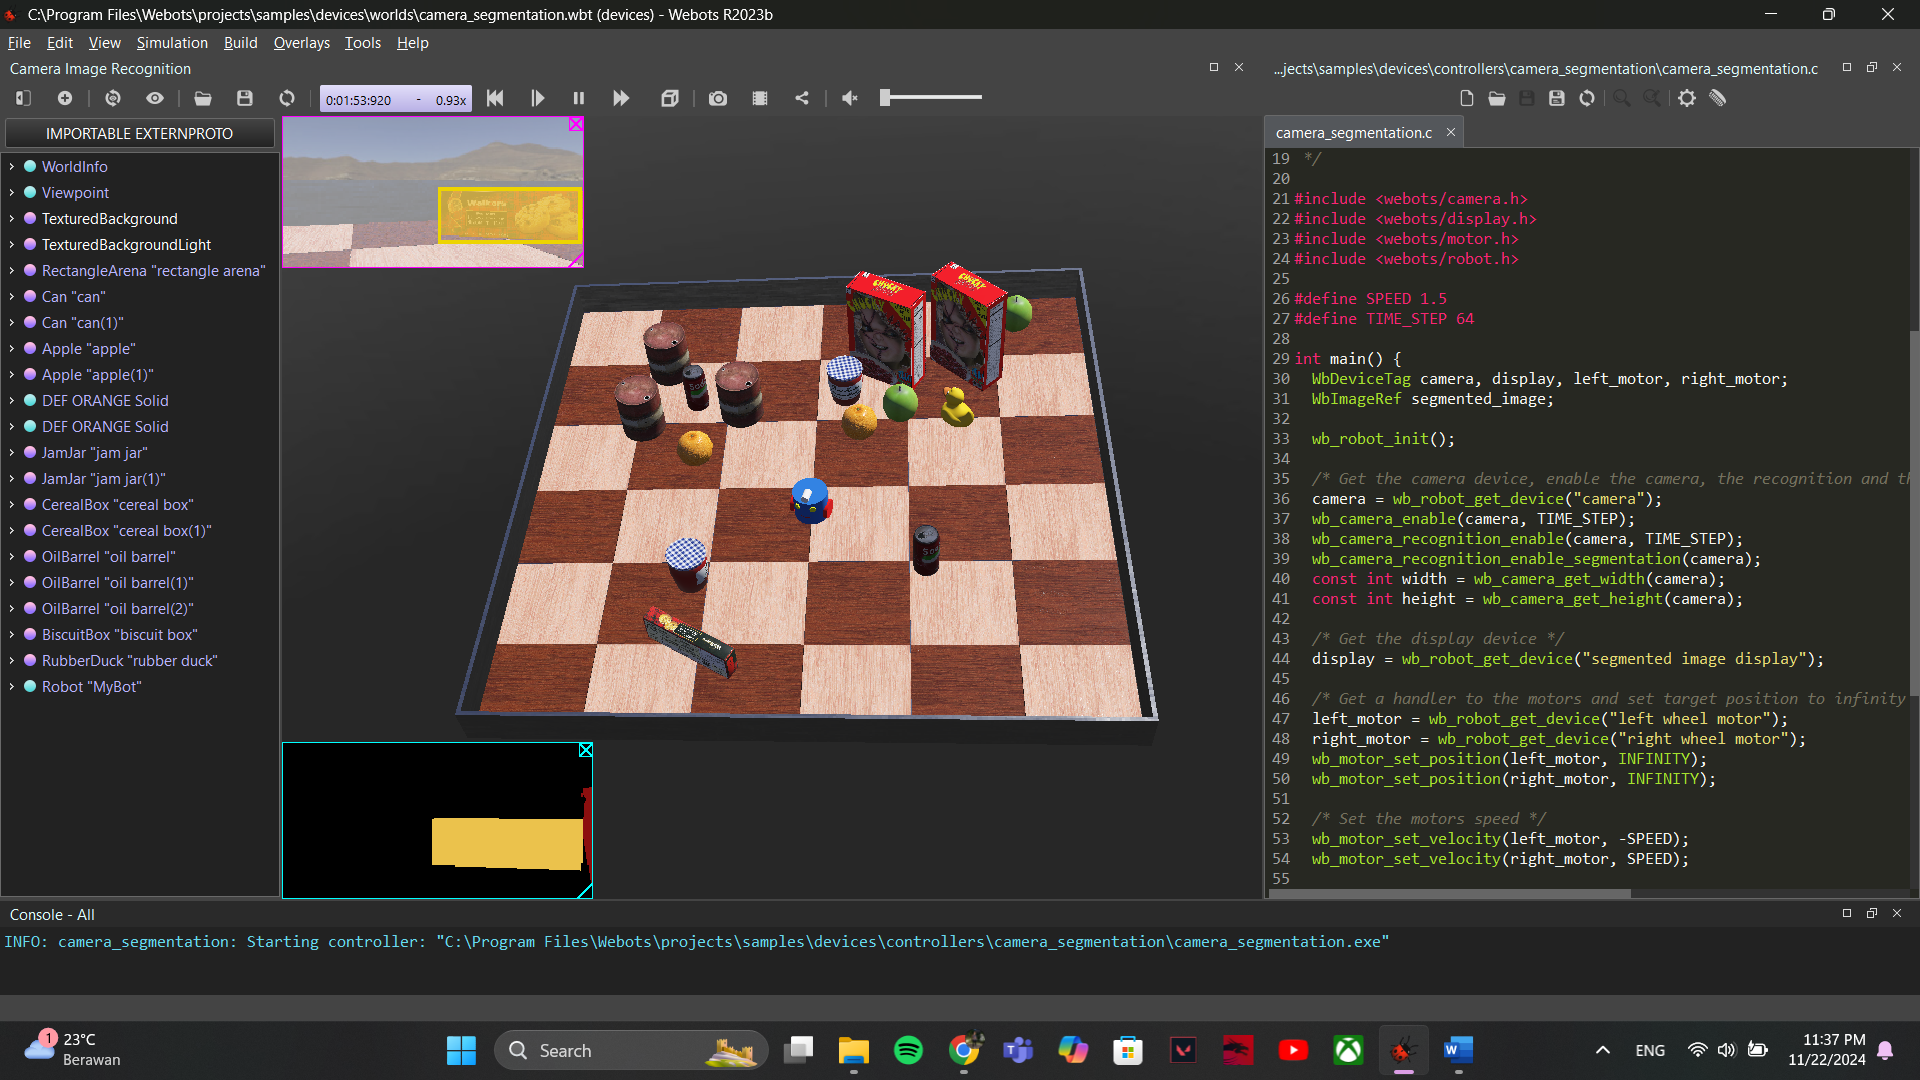 C:\Program Files\Webots\projects\samples\devices\worlds\camera_segmentation.wbt (devices) - Webots R2023b
File Edit View Simulation Build Overlays Tools Help
Camera Image Recognition
0:01:53:920 - 0.93x
IMPORTABLE EXTERNPROTO
WorldInfo
Viewpoint
TexturedBackground
TexturedBackgroundLight
RectangleArena "rectangle arena"
Can "can"
Can "can(1)"
Apple "apple"
Apple "apple(1)"
DEF ORANGE Solid
DEF ORANGE Solid
JamJar "jam jar"
JamJar "jam jar(1)"
CerealBox "cereal box"
CerealBox "cereal box(1)"
OilBarrel "oil barrel"
OilBarrel "oil barrel(1)"
OilBarrel "oil barrel(2)"
BiscuitBox "biscuit box"
RubberDuck "rubber duck"
Robot "MyBot"
Walkers
...jects\samples\devices\controllers\camera_segmentation\camera_segmentation.c
camera_segmentation.c
19 */
20
21 #include <webots/camera.h>
22 #include <webots/display.h>
23 #include <webots/motor.h>
24 #include <webots/robot.h>
25
26 #define SPEED 1.5
27 #define TIME_STEP 64
28
29 int main() {
30 WbDeviceTag camera, display, left_motor, right_motor;
31 WbImageRef segmented_image;
32
33 wb_robot_init();
34
35 /* Get the camera device, enable the camera, the recognition and th
36 camera = wb_robot_get_device("camera");
37 wb_camera_enable(camera, TIME_STEP);
38 wb_camera_recognition_enable(camera, TIME_STEP);
39 wb_camera_recognition_enable_segmentation(camera);
40 const int width = wb_camera_get_width(camera);
41 const int height = wb_camera_get_height(camera);
42
43 /* Get the display device */
44 display = wb_robot_get_device("segmented image display");
45
46 /* Get a handler to the motors and set target position to infinity
47 left_motor = wb_robot_get_device("left wheel motor");
48 right_motor = wb_robot_get_device("right wheel motor");
49 wb_motor_set_position(left_motor, INFINITY);
50 wb_motor_set_position(right_motor, INFINITY);
51
52 /* Set the motors speed */
53 wb_motor_set_velocity(left_motor, -SPEED);
54 wb_motor_set_velocity(right_motor, SPEED);
55
Console - All
INFO: camera_segmentation: Starting controller: "C:\Program Files\Webots\projects\samples\devices\controllers\camera_segmentation\camera_segmentation.exe"
1
23°C
Berawan
Search
ENG
11:37 PM
11/22/2024